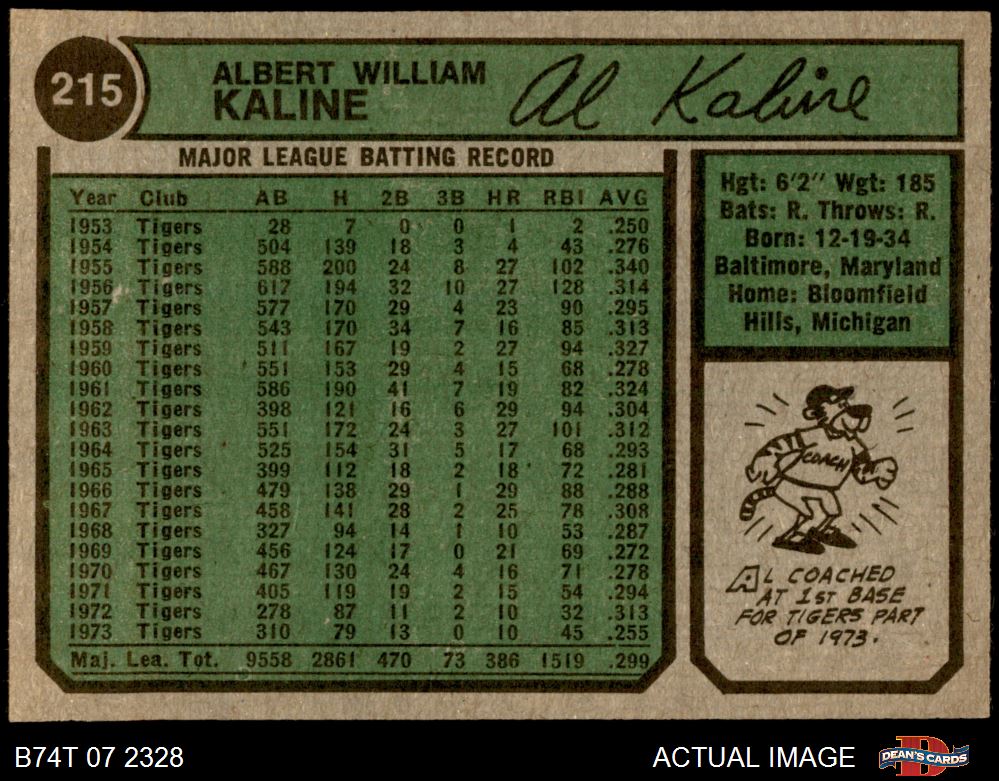 215
ALBERT WILLIAM
KALINE
Al Kaline
MAJOR LEAGUE BATTING RECORD
Year Club AB H 2B 3B HR RBI AVG
1953 Tigers 28 7 0 0 1 2 .250
1954 Tigers 504 139 18 3 4 43 .276
1955 Tigers 588 200 24 8 27 102 .340
1956 Tigers 617 194 32 10 27 128 .314
1957 Tigers 577 170 29 4 23 90 .295
1958 Tigers 543 170 34 7 16 85 .313
1959 Tigers 511 167 19 2 27 94 .327
1960 Tigers 551 153 29 4 15 68 .278
1961 Tigers 586 190 41 7 19 82 .324
1962 Tigers 398 121 16 6 29 94 .304
1963 Tigers 551 172 24 3 27 101 .312
1964 Tigers 525 154 31 5 17 68 .293
1965 Tigers 399 112 18 2 18 72 .281
1966 Tigers 479 138 29 1 29 88 .288
1967 Tigers 458 141 28 2 25 78 .308
1968 Tigers 327 94 14 1 10 53 .287
1969 Tigers 456 124 17 0 21 69 .272
1970 Tigers 467 130 24 4 16 71 .278
1971 Tigers 405 119 19 2 15 54 .294
1972 Tigers 278 87 11 2 10 32 .313
1973 Tigers 310 79 13 0 10 45 .255
Maj. Lea. Tot. 9558 2861 470 73 386 1519 .299
Hgt: 6'2" Wgt: 185
Bats: R. Throws: R.
Born: 12-19-34
Baltimore, Maryland
Home: Bloomfield
Hills, Michigan
COACH
AL COACHED
AT 1ST BASE
FOR TIGERS PART
OF 1973.
B74T 07 2328
ACTUAL IMAGE
DEAN'S CARDS